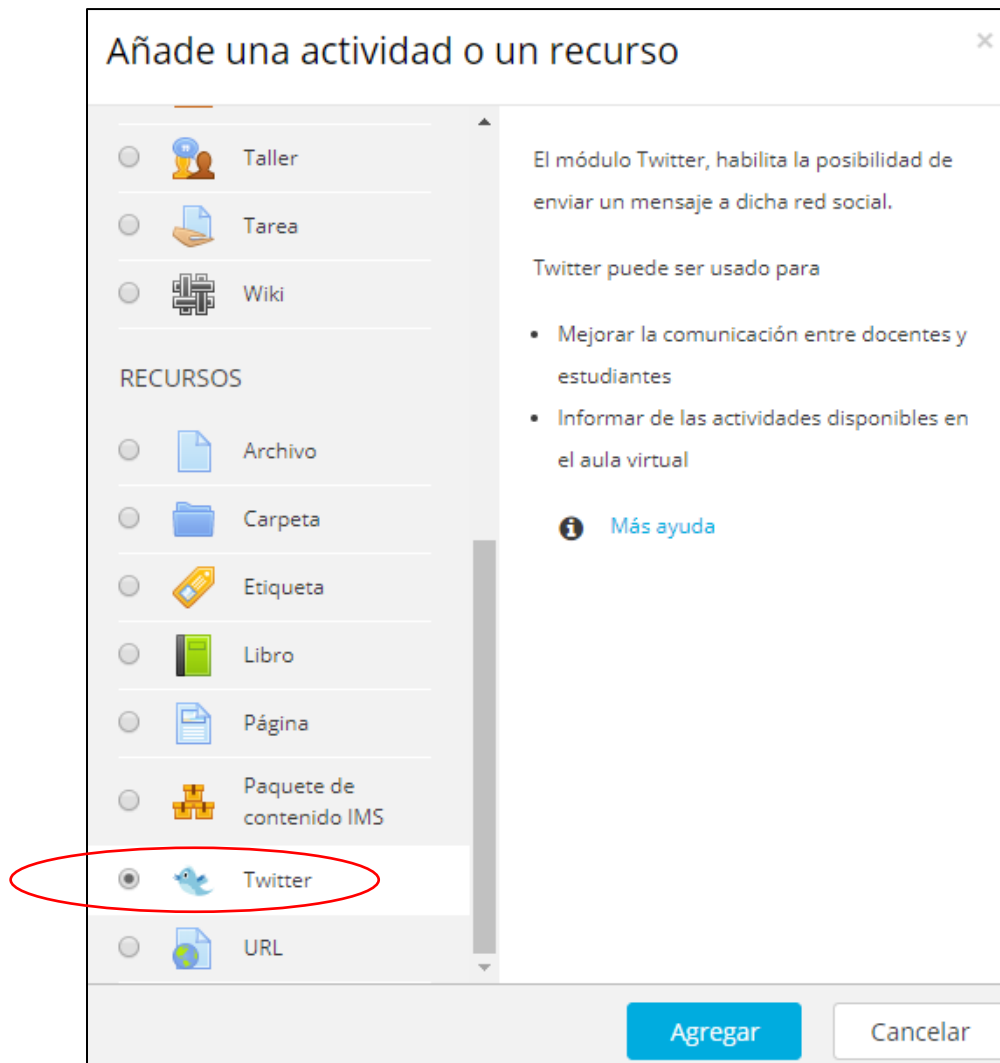 Añade una actividad o un recurso
×
Taller
Tarea
Wiki
RECURSOS
Archivo
Carpeta
Etiqueta
Libro
Página
Paquete de
contenido IMS
Twitter
URL
El módulo Twitter, habilita la posibilidad de
enviar un mensaje a dicha red social.
Twitter puede ser usado para
• Mejorar la comunicación entre docentes y
estudiantes
• Informar de las actividades disponibles en
el aula virtual
Más ayuda
Agregar
Cancelar